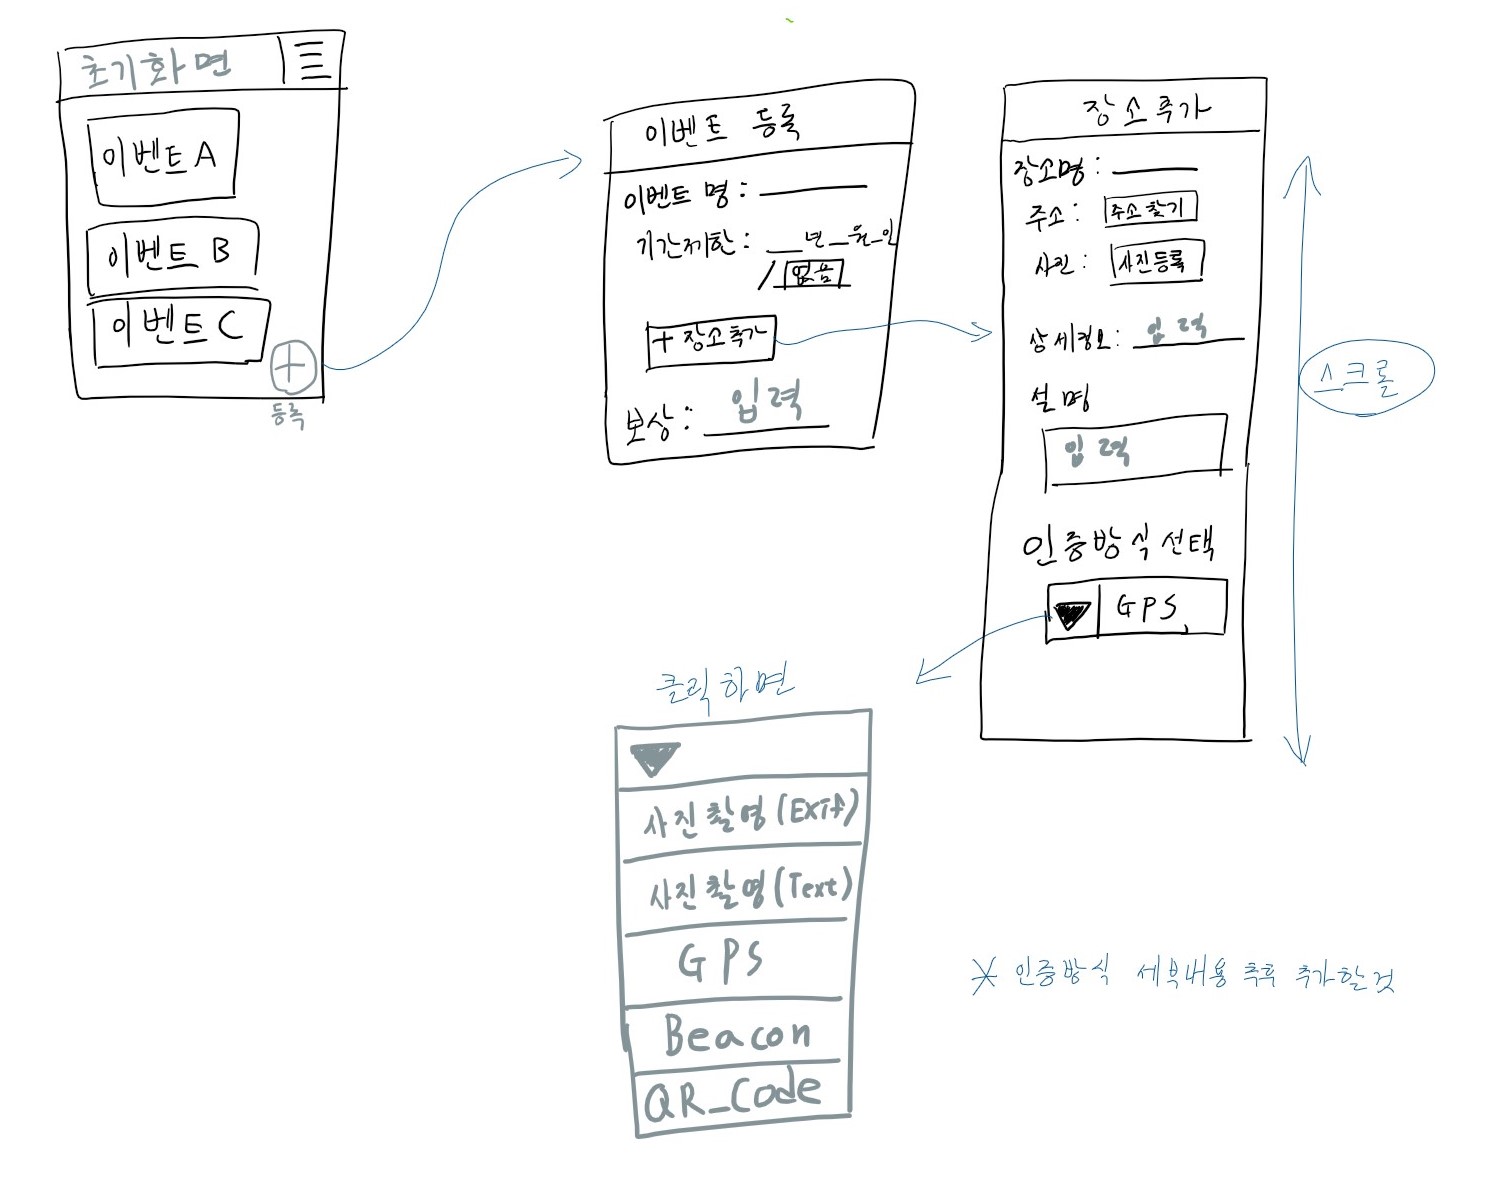 초기화면
이벤트A
이벤트 B
이벤트C
+
등록
이벤트 등록
이벤트 명 :
기간제한 : __년_월_일
/ 없음
+ 장소추가
보상 : 입력
장소추가
장소명 :
주소 : 주소찾기
사진 : 사진등록
상세정보 : 입력
설명
입력
인증방식선택
GPS
스크롤
클릭화면
사진촬영(Exif)
사진촬영(Text)
GPS
Beacon
QR_Code
* 인증방식 세부내용 추후 추가할것